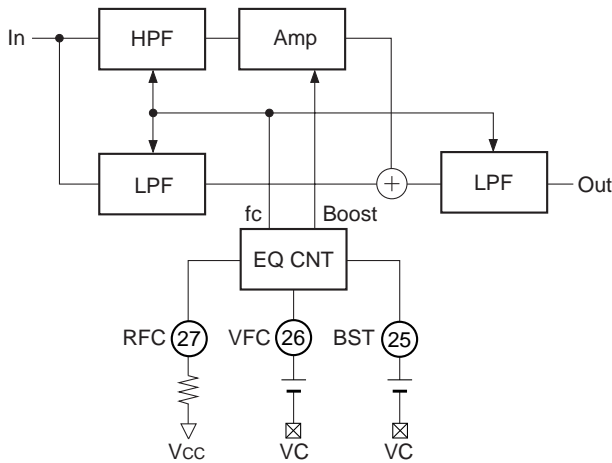 In
HPF
Amp
LPF
LPF
Out
fc
Boost
EQ CNT
RFC 27
VFC 26
BST 25
VCC
VC
VC